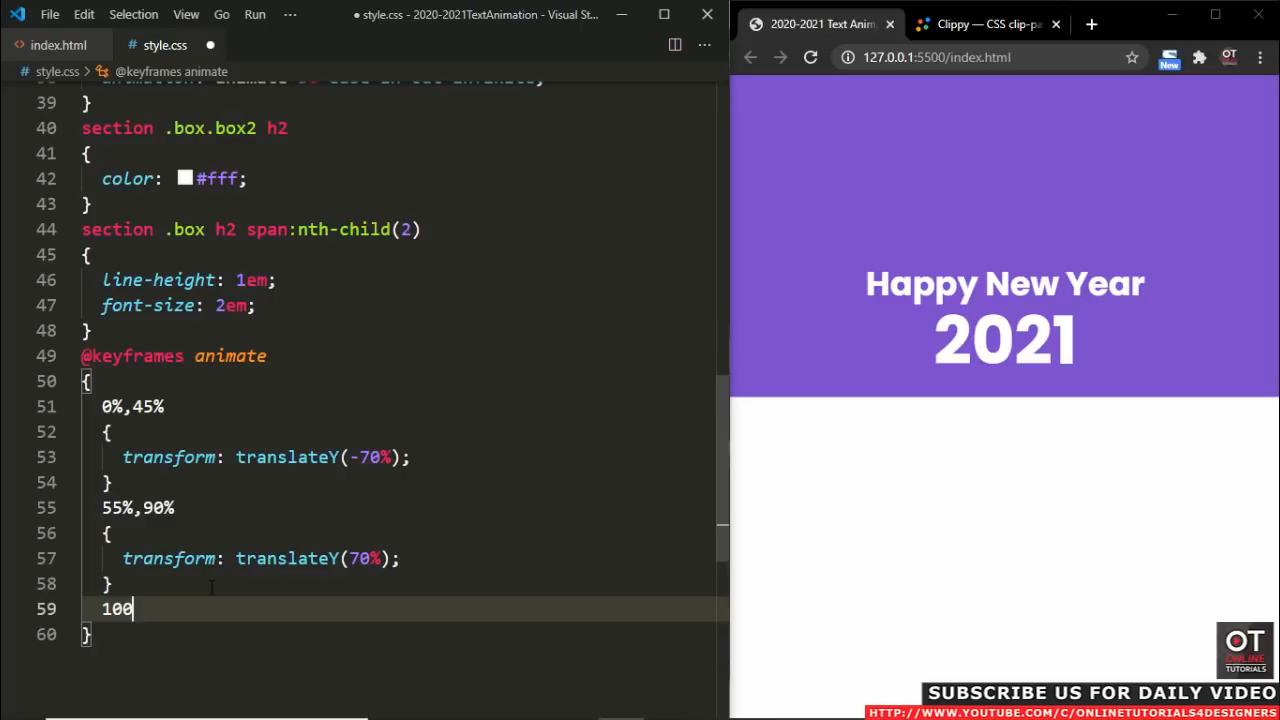 File Edit Selection View Go Run ··· ● style.css - 2020-2021TextAnimation - Visual St...
index.html style.css ●
style.css > @keyframes animate
39 }
40 section .box.box2 h2
41 {
42 color: #fff;
43 }
44 section .box h2 span:nth-child(2)
45 {
46 line-height: 1em;
47 font-size: 2em;
48 }
49 @keyframes animate
50 {
51 0%,45%
52 {
53 transform: translateY(-70%);
54 }
55 55%,90%
56 {
57 transform: translateY(70%);
58 }
59 100
60 }
2020-2021 Text Anim
Clippy — CSS clip-pa
127.0.0.1:5500/index.html
New
OT
Happy New Year
2021
OT
ONLINE
TUTORIALS
SUBSCRIBE US FOR DAILY VIDEO
HTTP://WWW.YOUTUBE.COM/C/ONLINETUTORIALS4DESIGNERS